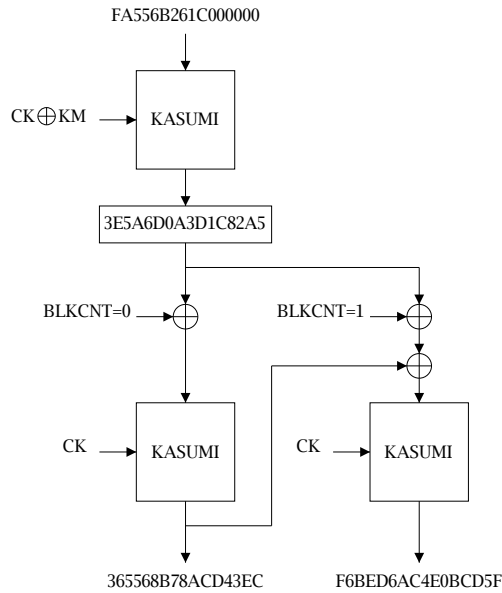 FA556B261C000000
CK⊕KM
KASUMI
3E5A6D0A3D1C82A5
BLKCNT=0
BLKCNT=1
CK
KASUMI
CK
KASUMI
365568B78ACD43EC
F6BED6AC4E0BCD5F